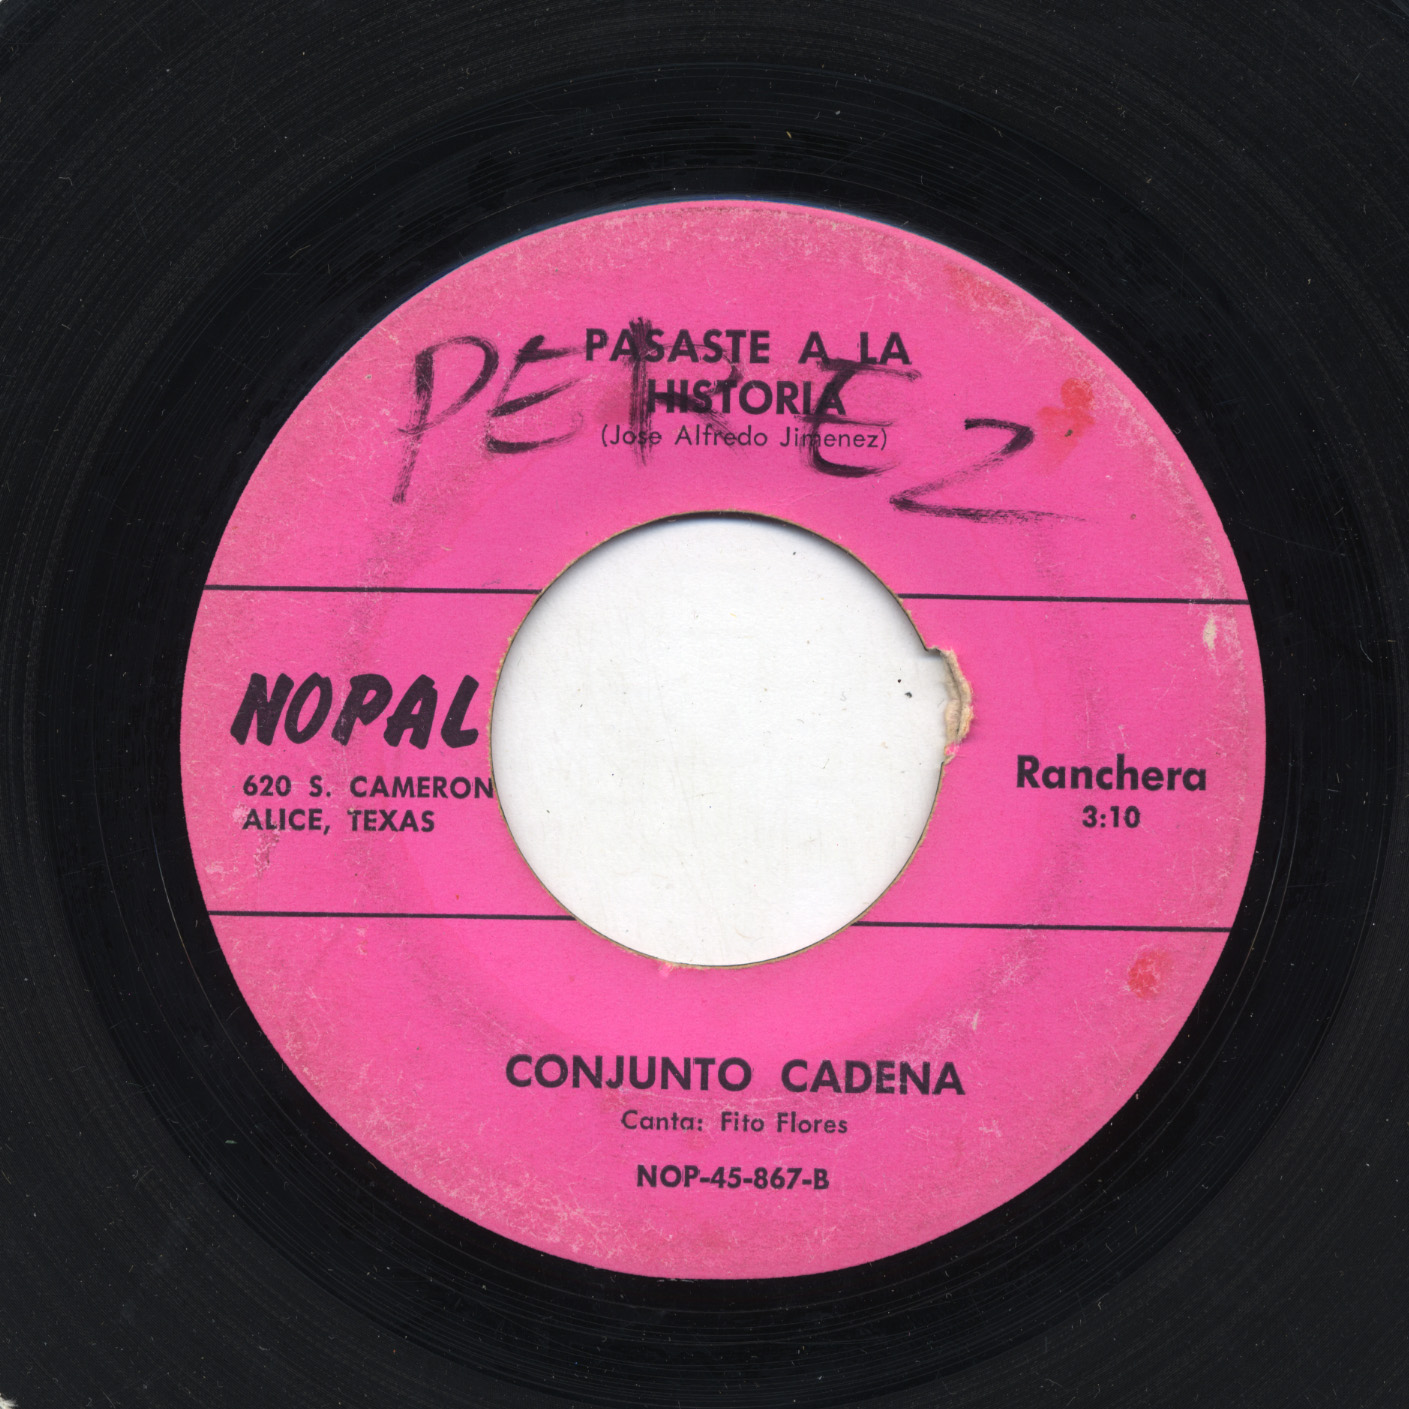 PASASTE A LA
HISTORIA
(Jose Alfredo Jimenez)
PEREZ
NOPAL
620 S. CAMERON
ALICE, TEXAS
Ranchera
3:10
CONJUNTO CADENA
Canta: Fito Flores
NOP-45-867-B